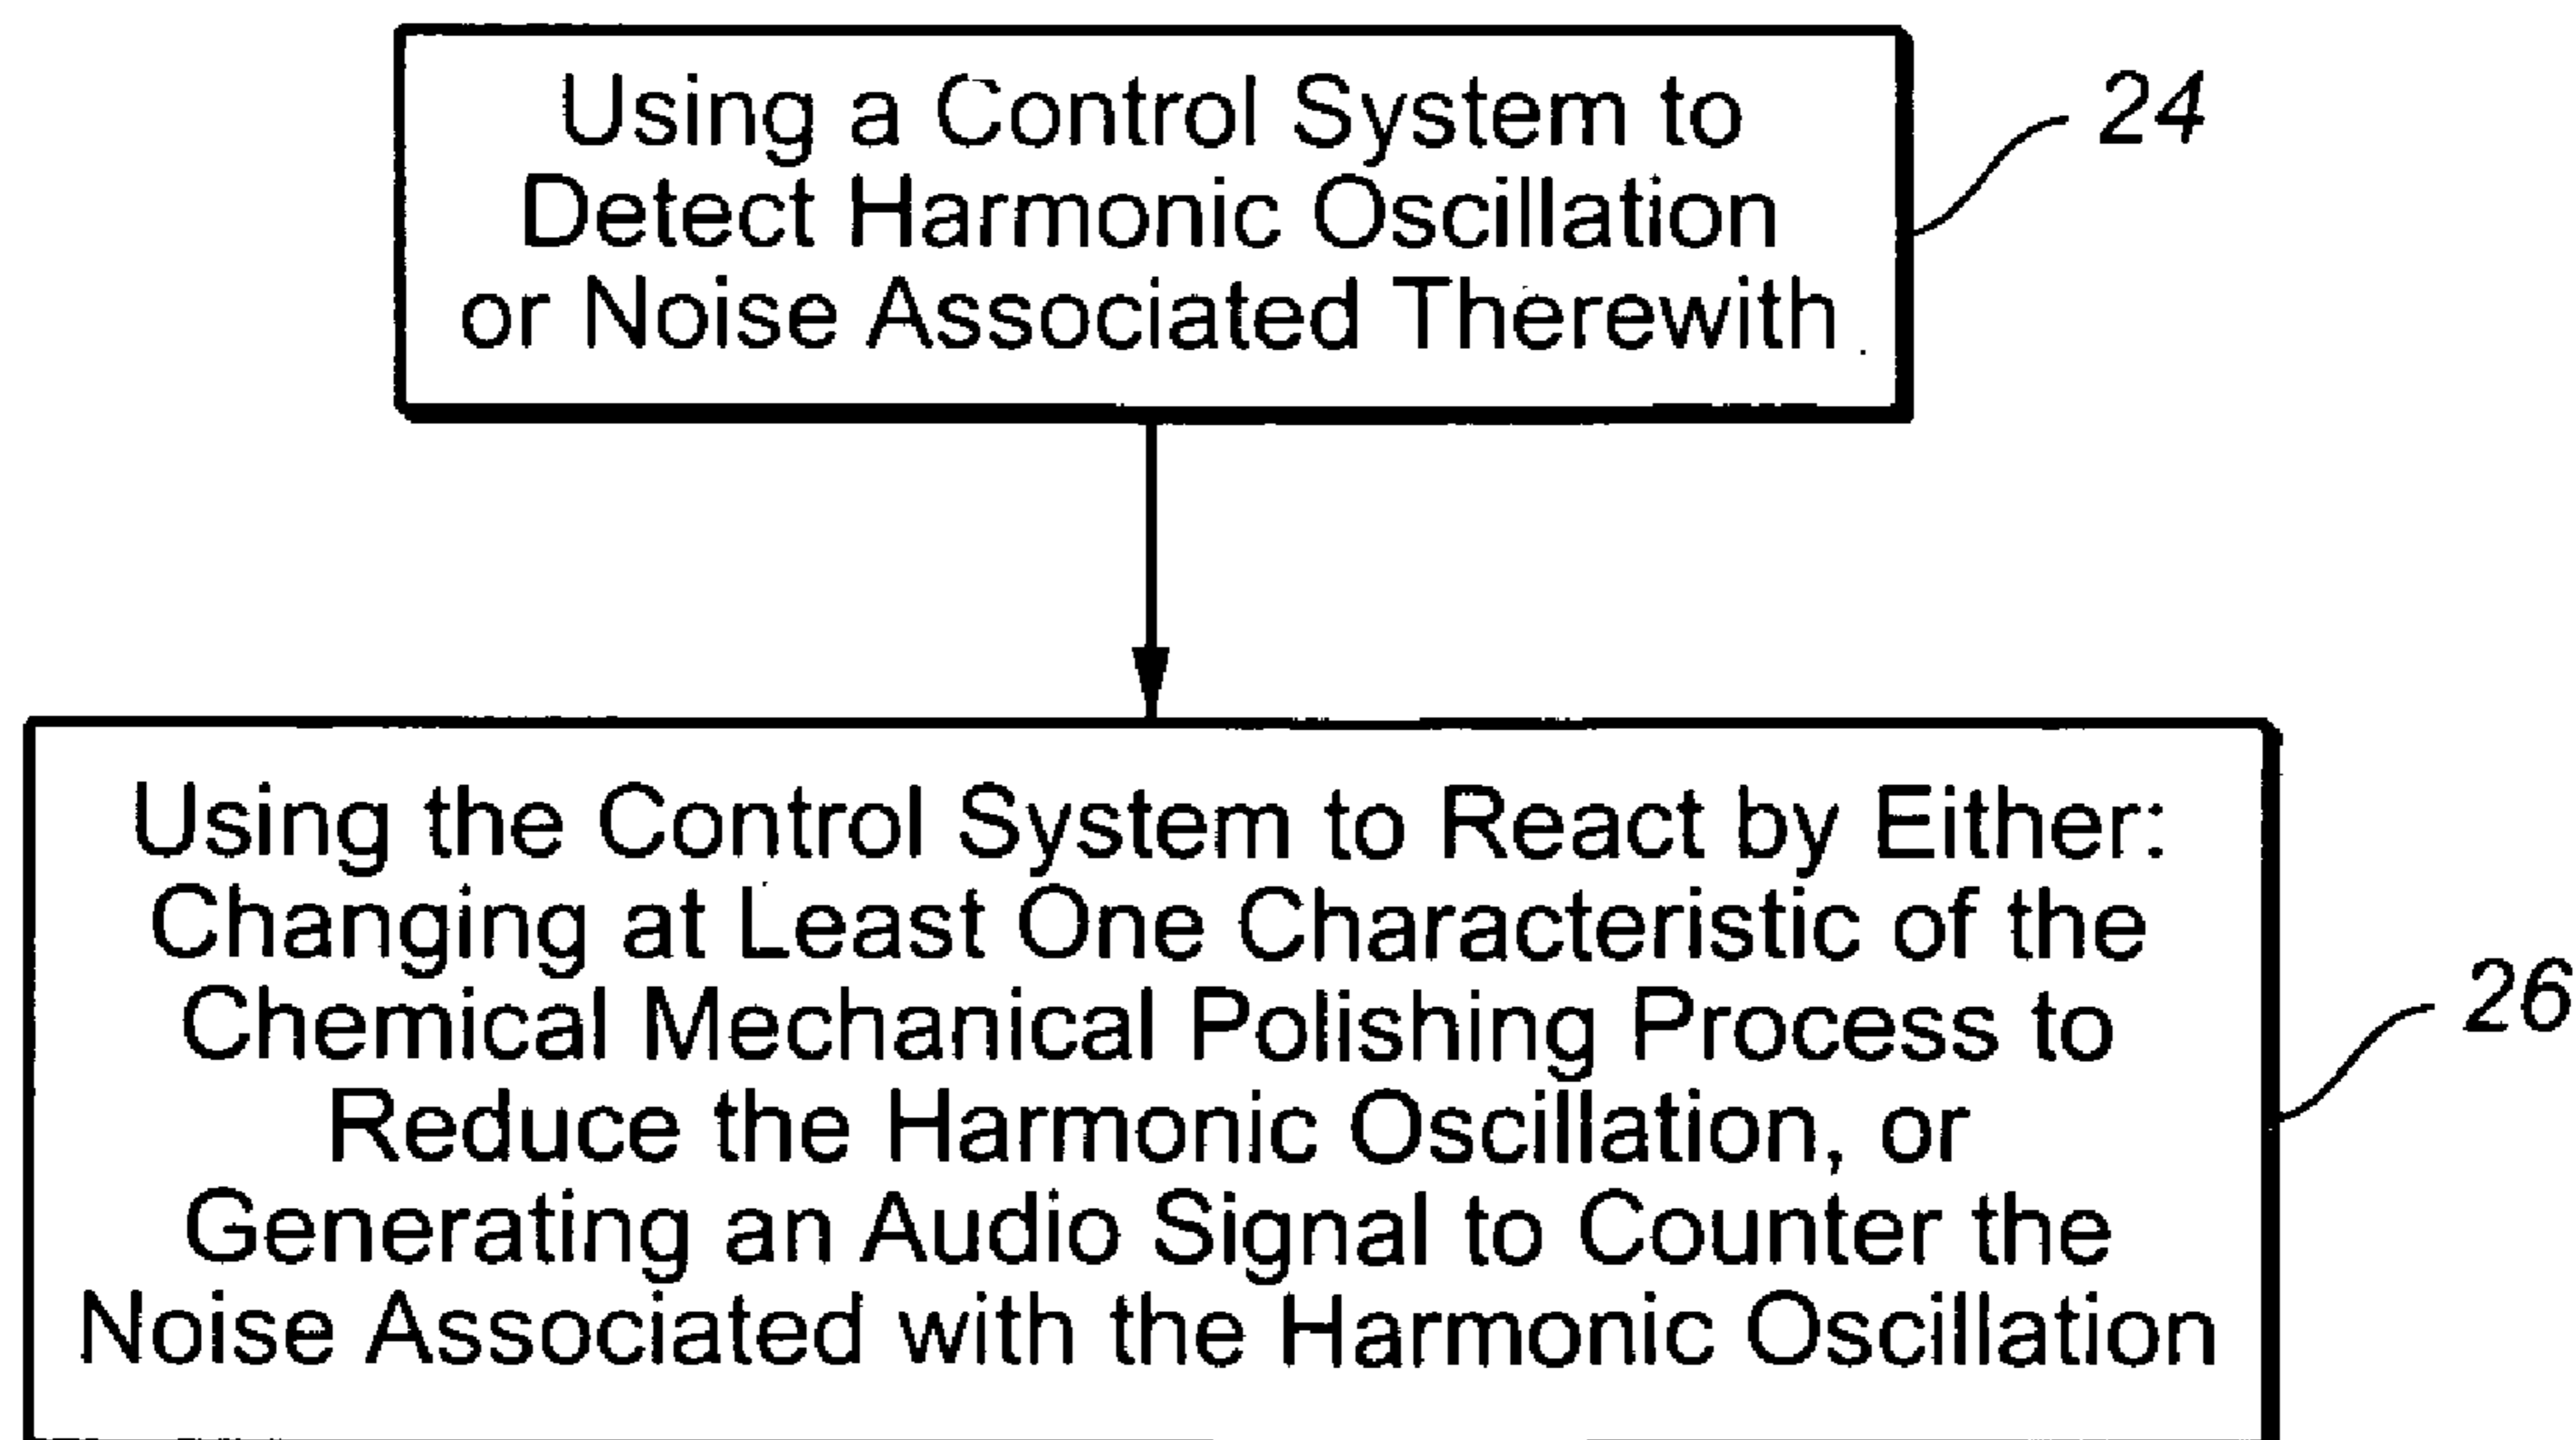 Using a Control System to
24
Detect Harmonic Oscillation
or Noise Associated Therewith
Using the Control System to React by Either:
Changing at Least One Characteristic of the
Chemical Mechanical Polishing Process to
26
Reduce the Harmonic Oscillation, or
Generating an Audio Signal to Counter the
Noise Associated with the Harmonic Oscillation